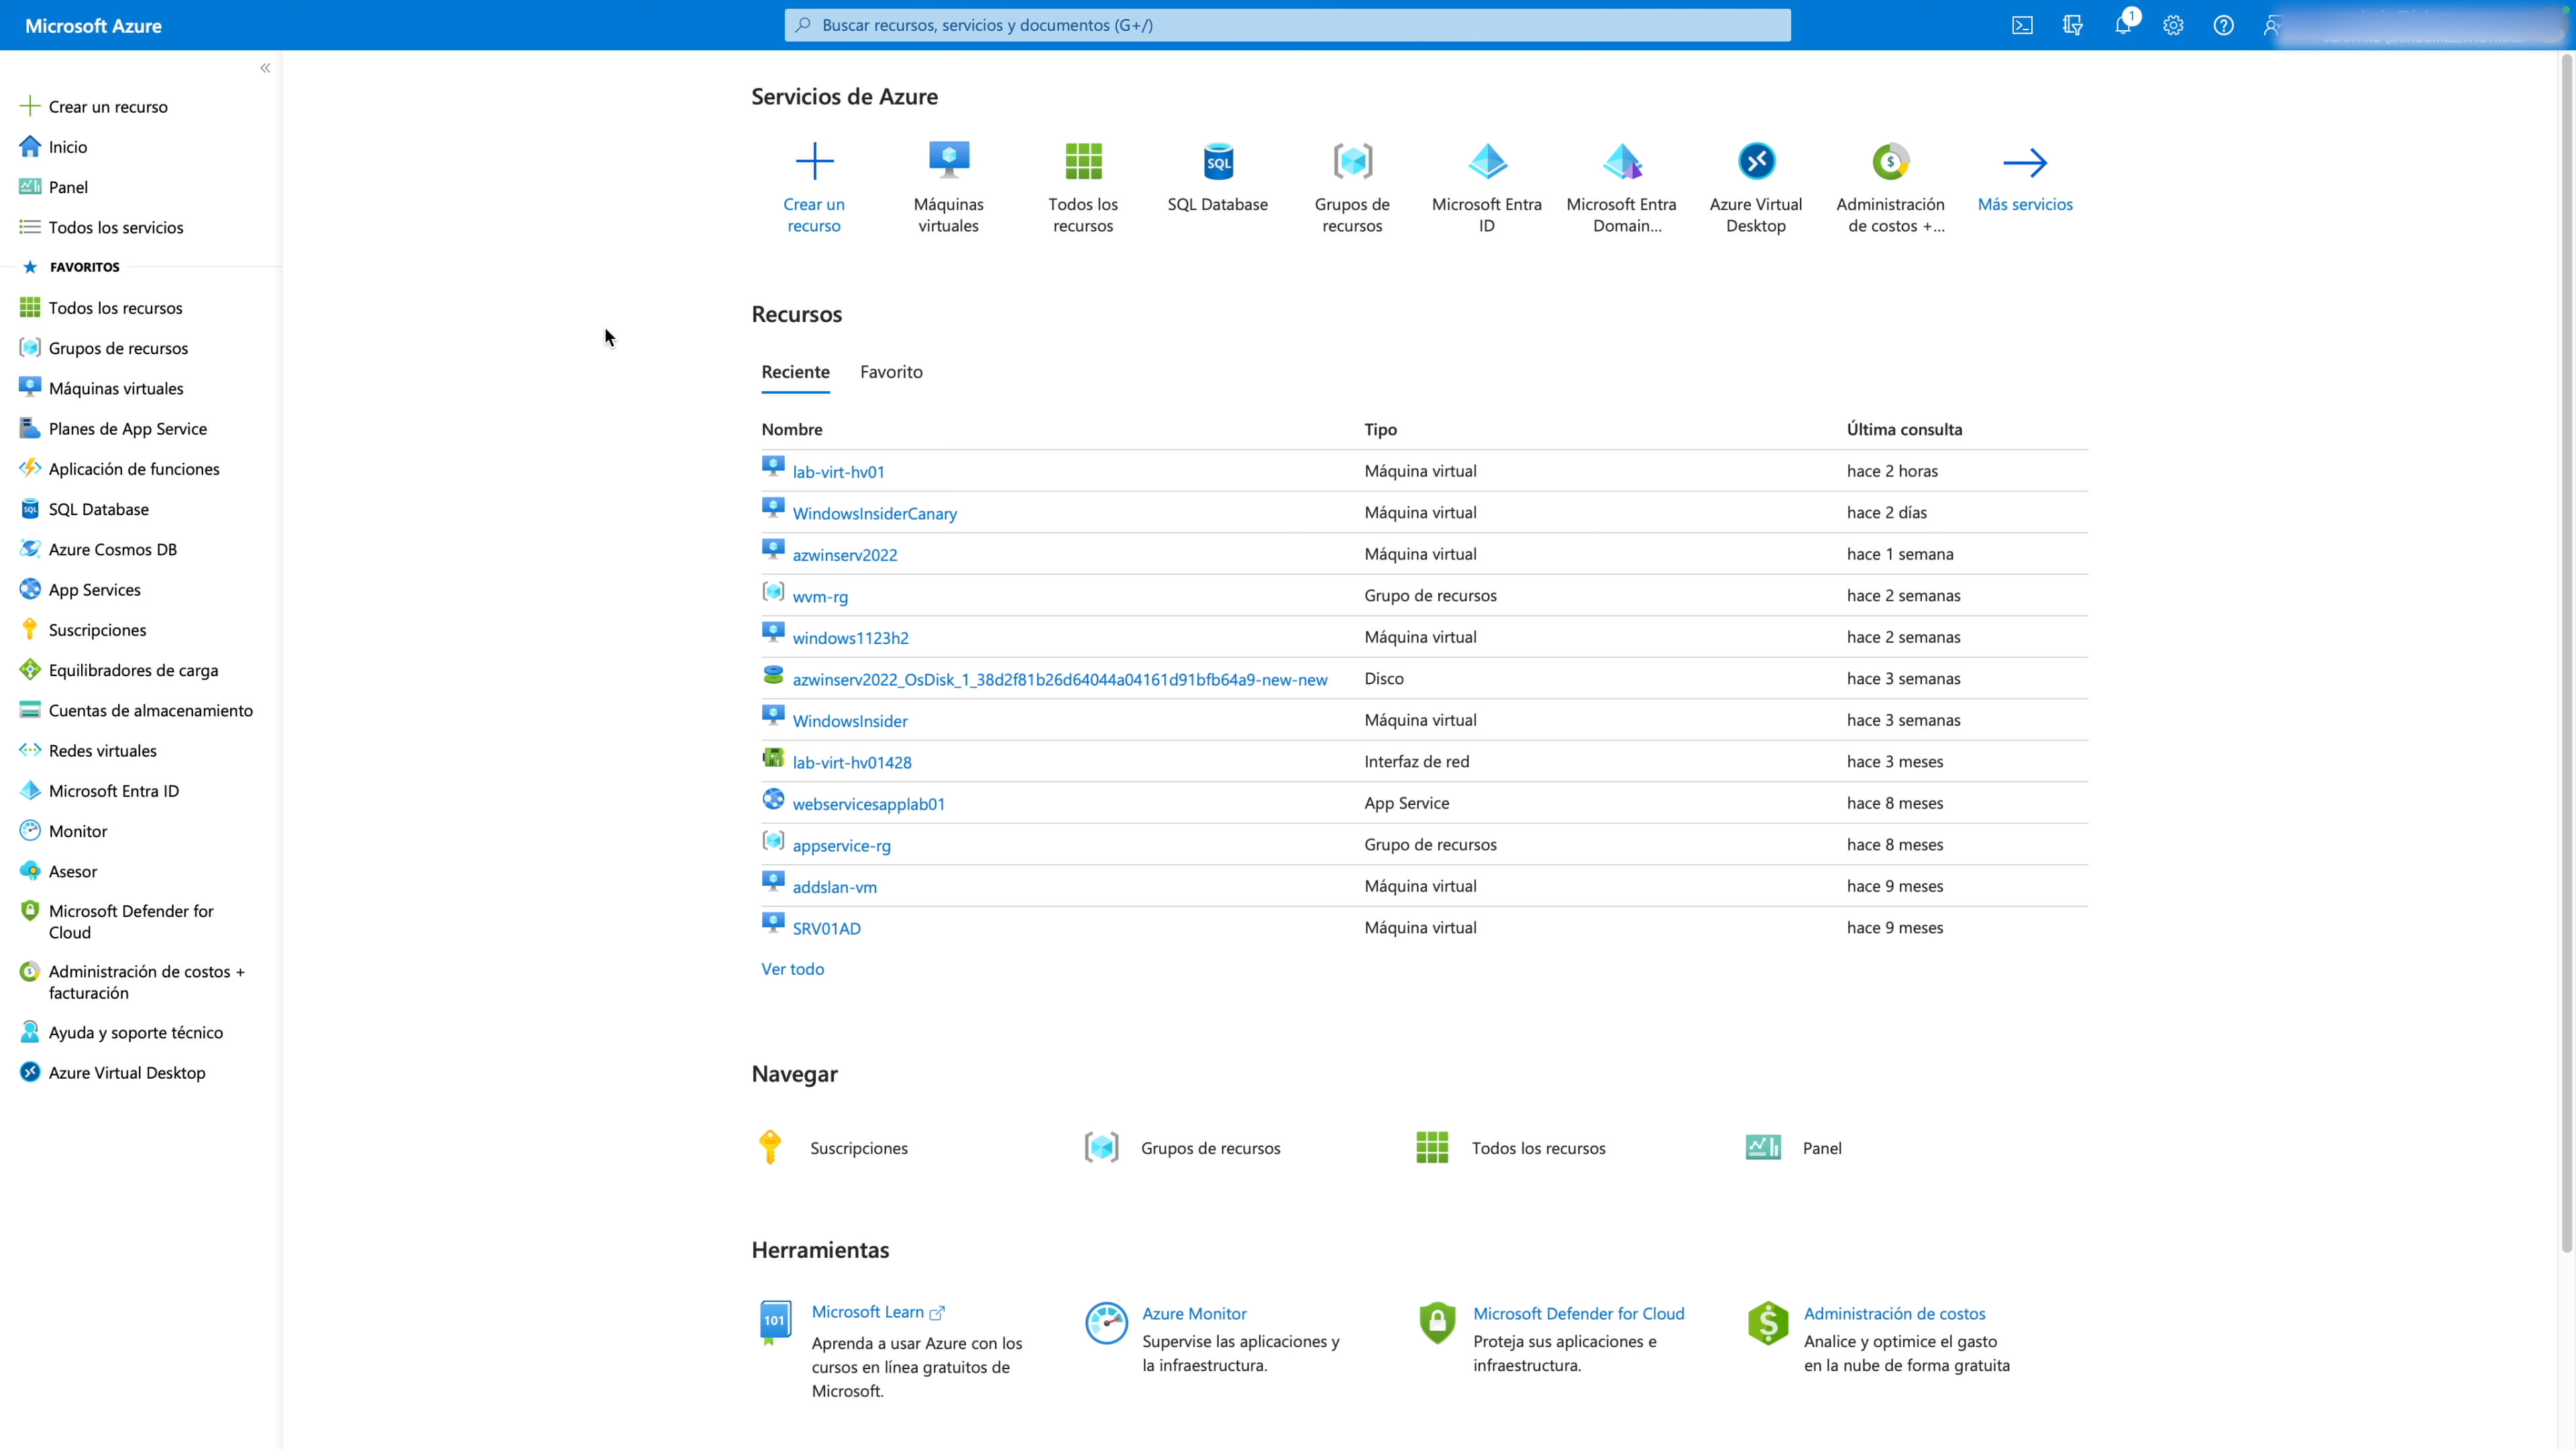 Microsoft Azure
Buscar recursos, servicios y documentos (G+/)
1
Crear un recurso
Inicio
Panel
Todos los servicios
FAVORITOS
Todos los recursos
Grupos de recursos
Máquinas virtuales
Planes de App Service
Aplicación de funciones
SQL Database
Azure Cosmos DB
App Services
Suscripciones
Equilibradores de carga
Cuentas de almacenamiento
Redes virtuales
Microsoft Entra ID
Monitor
Asesor
Microsoft Defender for
Cloud
Administración de costos +
facturación
Ayuda y soporte técnico
Azure Virtual Desktop
Servicios de Azure
Crear un
recurso
Máquinas
virtuales
Todos los
recursos
SQL
SQL Database
Grupos de
recursos
Microsoft Entra
ID
Microsoft Entra
Domain...
Azure Virtual
Desktop
Administración
de costos +...
Más servicios
Recursos
Reciente Favorito
Nombre Tipo Última consulta
lab-virt-hv01 Máquina virtual hace 2 horas
WindowsInsiderCanary Máquina virtual hace 2 días
azwinserv2022 Máquina virtual hace 1 semana
wvm-rg Grupo de recursos hace 2 semanas
windows1123h2 Máquina virtual hace 2 semanas
azwinserv2022_OsDisk_1_38d2f81b26d64044a04161d91bfb64a9-new-new Disco hace 3 semanas
WindowsInsider Máquina virtual hace 3 semanas
lab-virt-hv01428 Interfaz de red hace 3 meses
webservicesapplab01 App Service hace 8 meses
appservice-rg Grupo de recursos hace 8 meses
addslan-vm Máquina virtual hace 9 meses
SRV01AD Máquina virtual hace 9 meses
Ver todo
Navegar
Suscripciones Grupos de recursos Todos los recursos Panel
Herramientas
101
Microsoft Learn
Aprenda a usar Azure con los
cursos en línea gratuitos de
Microsoft.
Azure Monitor
Supervise las aplicaciones y
la infraestructura.
Microsoft Defender for Cloud
Proteja sus aplicaciones e
infraestructura.
Administración de costos
Analice y optimice el gasto
en la nube de forma gratuita